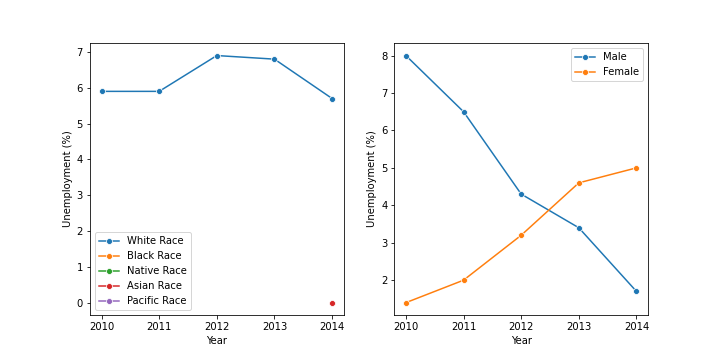 7
6
5
4
3
2
1
0
Unemployment (%)
White Race
Black Race
Native Race
Asian Race
Pacific Race
2010 2011 2012 2013 2014
Year
8
7
6
5
4
3
2
Unemployment (%)
Male
Female
2010 2011 2012 2013 2014
Year